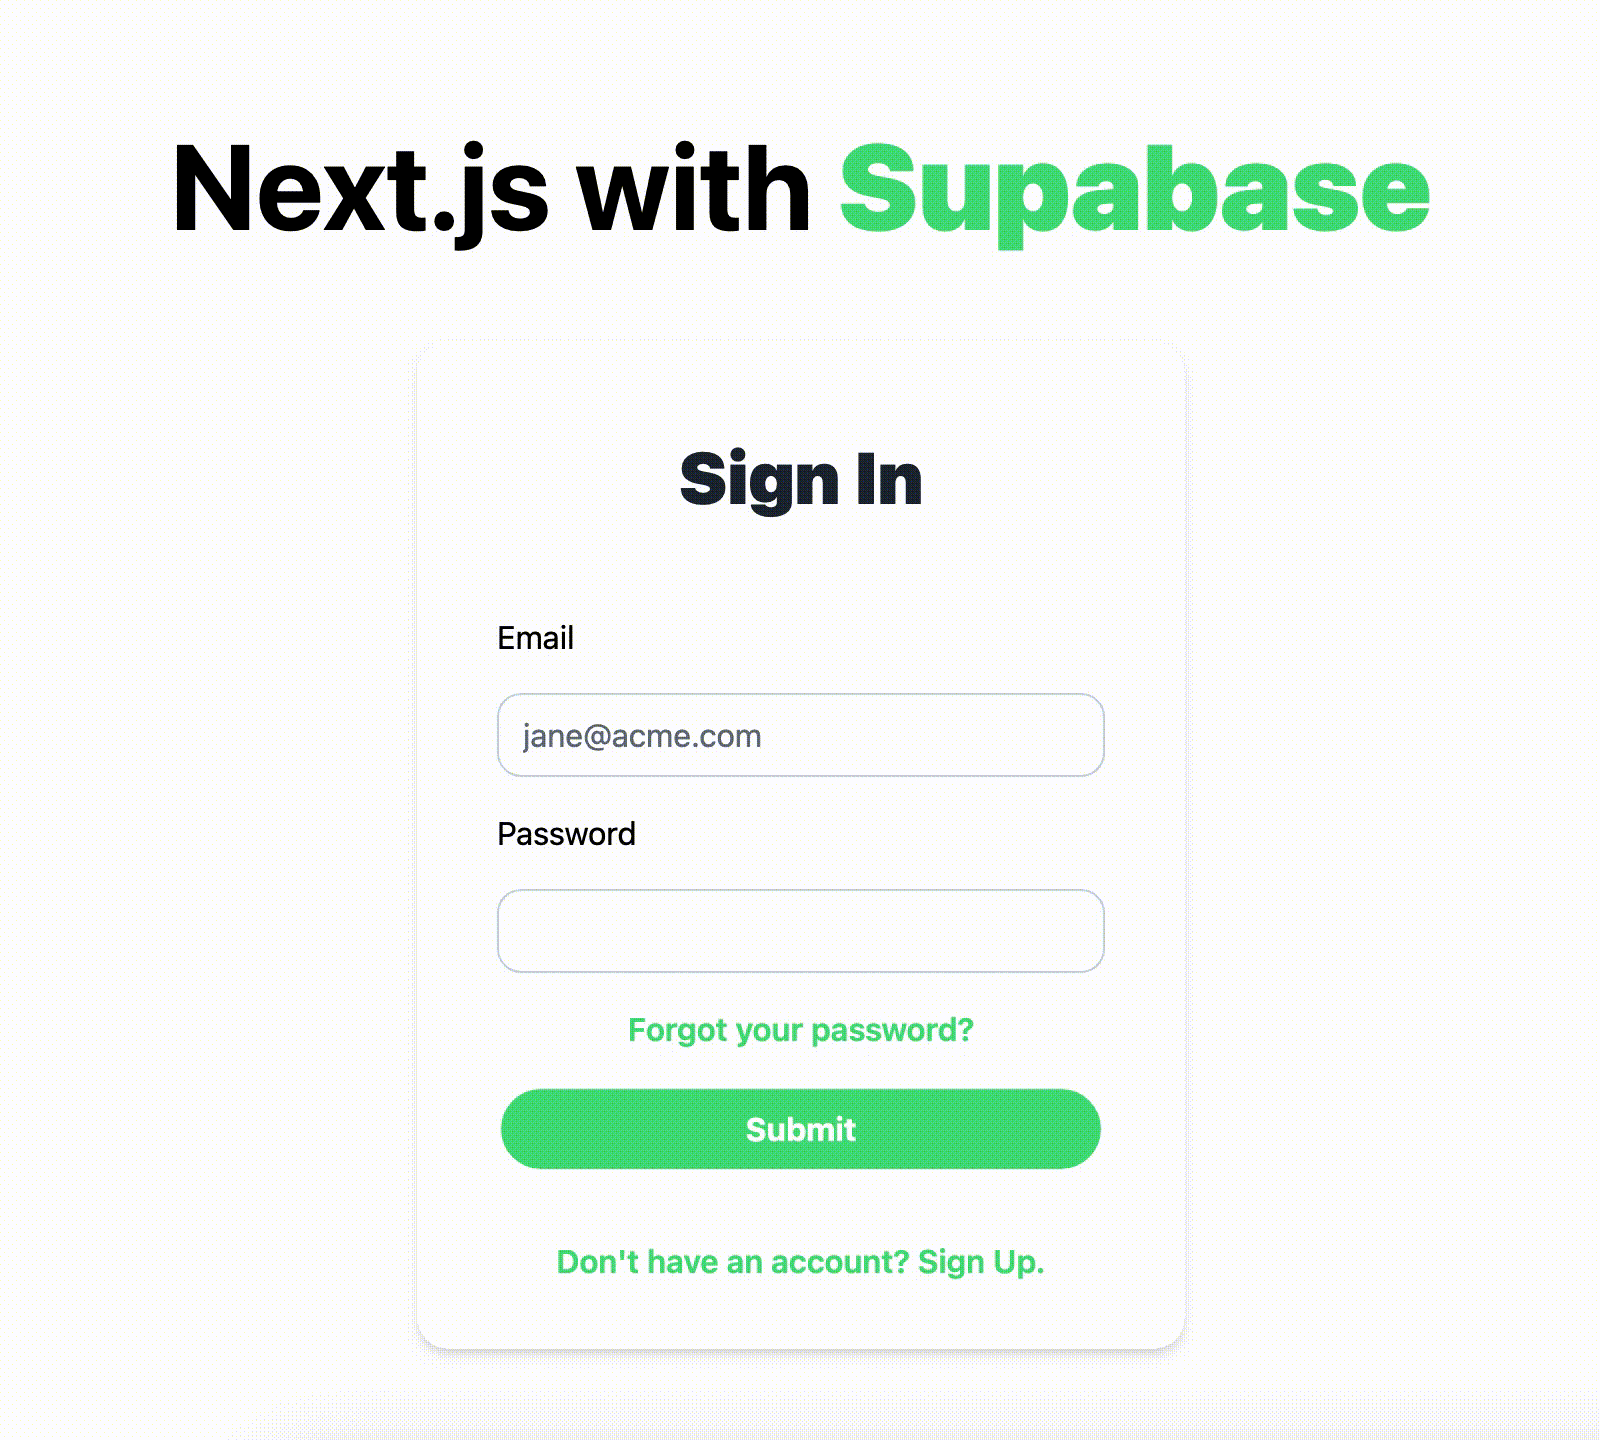 Next.js with Supabase
Sign In
Email
jane@acme.com
Password
Forgot your password?
Submit
Don't have an account? Sign Up.